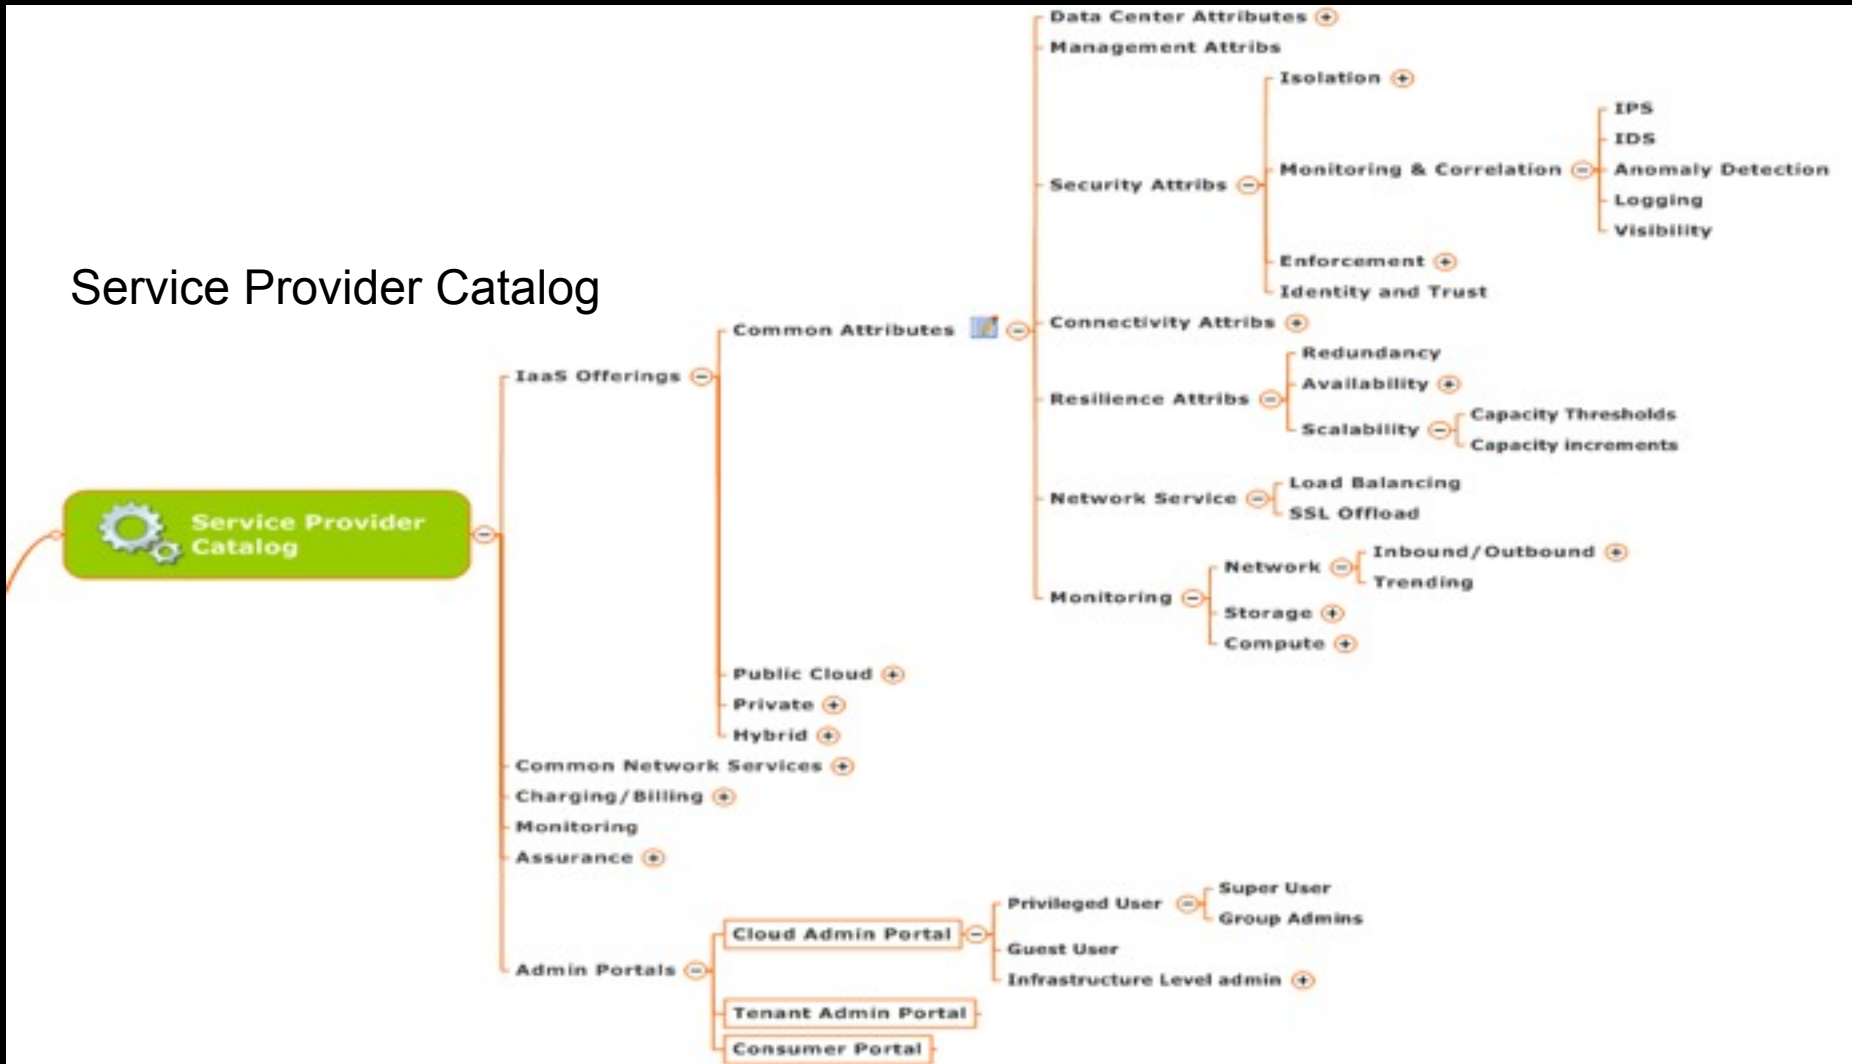 Data Center Attributes
Management Attribs
Isolation
IPS
IDS
Monitoring & Correlation
Anomaly Detection
Security Attribs
Logging
Visibility
Enforcement
Identity and Trust
Service Provider Catalog
Common Attributes
Connectivity Attribs
Redundancy
IaaS Offerings
Availability
Resilience Attribs
Capacity Thresholds
Scalability
Capacity increments
Load Balancing
Network Service
SSL Offload
Service Provider
Catalog
Inbound/Outbound
Network
Trending
Monitoring
Storage
Compute
Public Cloud
Private
Hybrid
Common Network Services
Charging/Billing
Monitoring
Assurance
Super User
Privileged User
Group Admins
Cloud Admin Portal
Guest User
Admin Portals
Infrastructure Level admin
Tenant Admin Portal
Consumer Portal